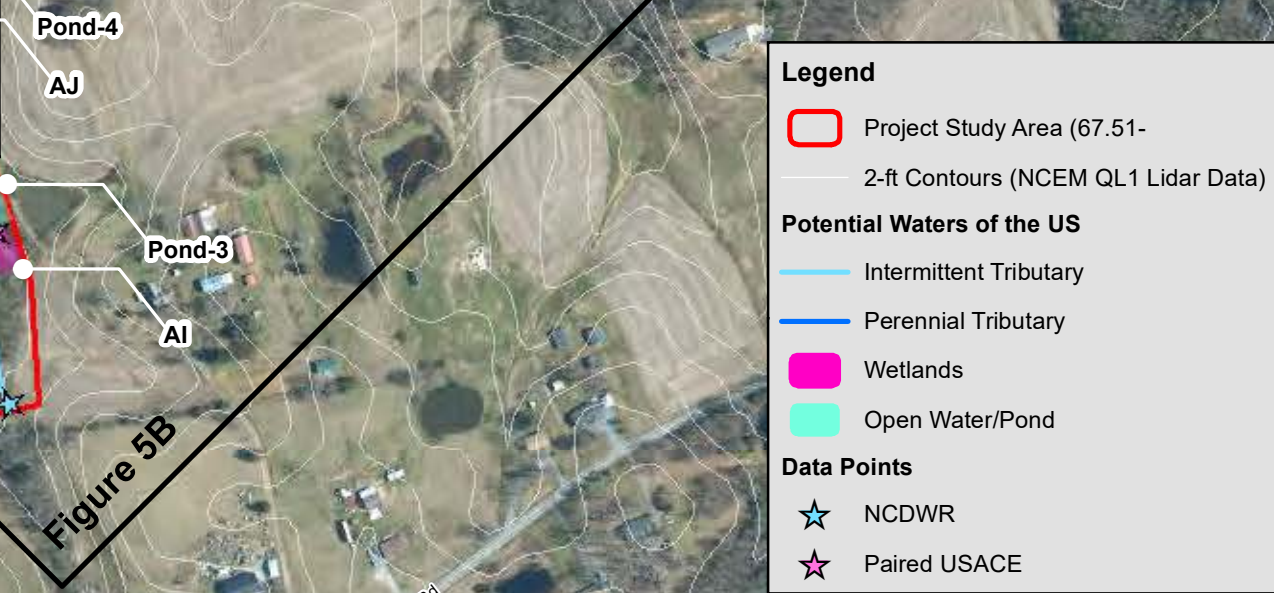 Pond-4
AJ
Pond-3
AI
Figure 5B
Legend
Project Study Area (67.51-
2-ft Contours (NCEM QL1 Lidar Data)
Potential Waters of the US
Intermittent Tributary
Perennial Tributary
Wetlands
Open Water/Pond
Data Points
NCDWR
Paired USACE